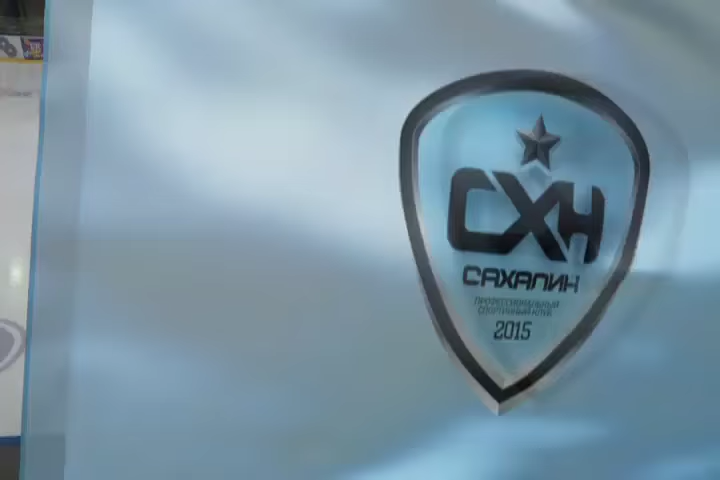 СХН
САХАЛИН
ПРОФЕССИОНАЛЬНЫЙ
СПОРТИВНЫЙ КЛУБ
2015